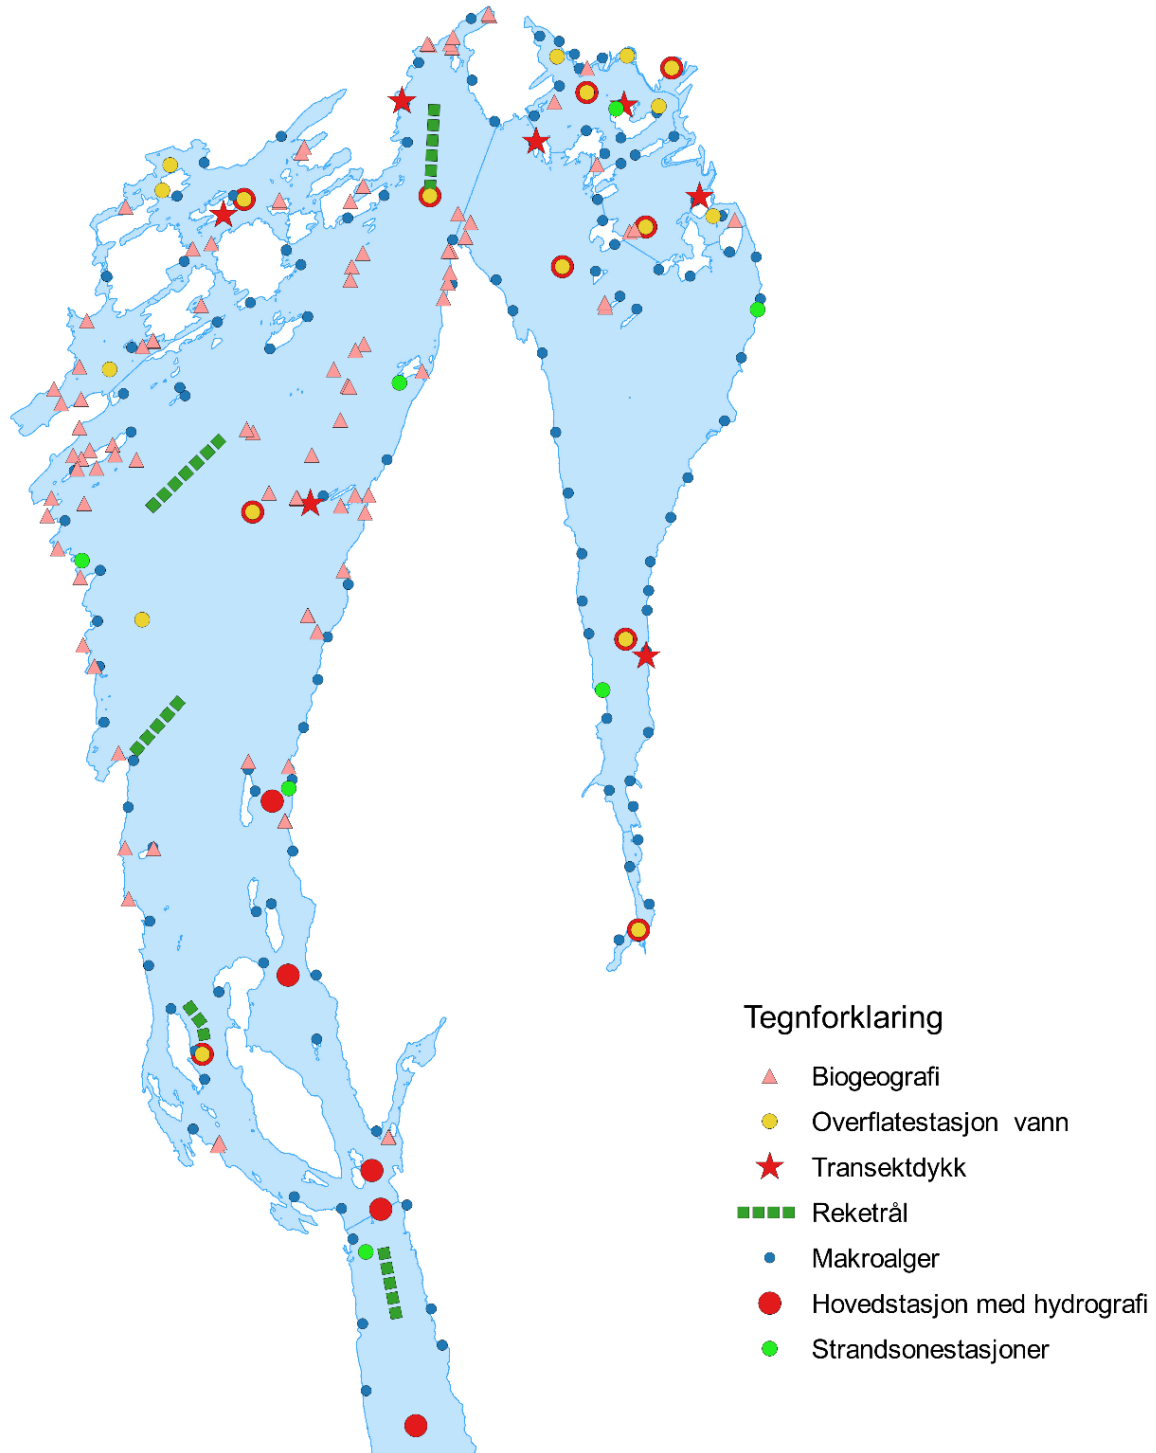 Tegnforklaring
Biogeografi
Overflatestasjon vann
Transektdykk
Reketrål
Makroalger
Hovedstasjon med hydrografi
Strandsonestasjoner